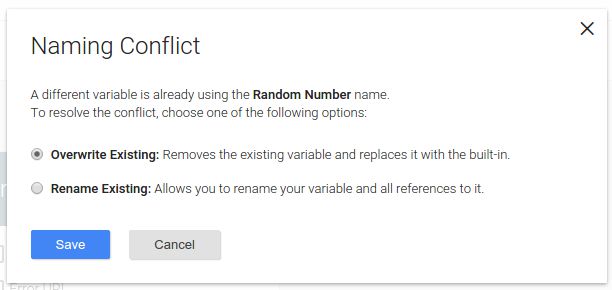 Naming Conflict
A different variable is already using the Random Number name.
To resolve the conflict, choose one of the following options:
Overwrite Existing: Removes the existing variable and replaces it with the built-in.
Rename Existing: Allows you to rename your variable and all references to it.
Save Cancel
Error URL